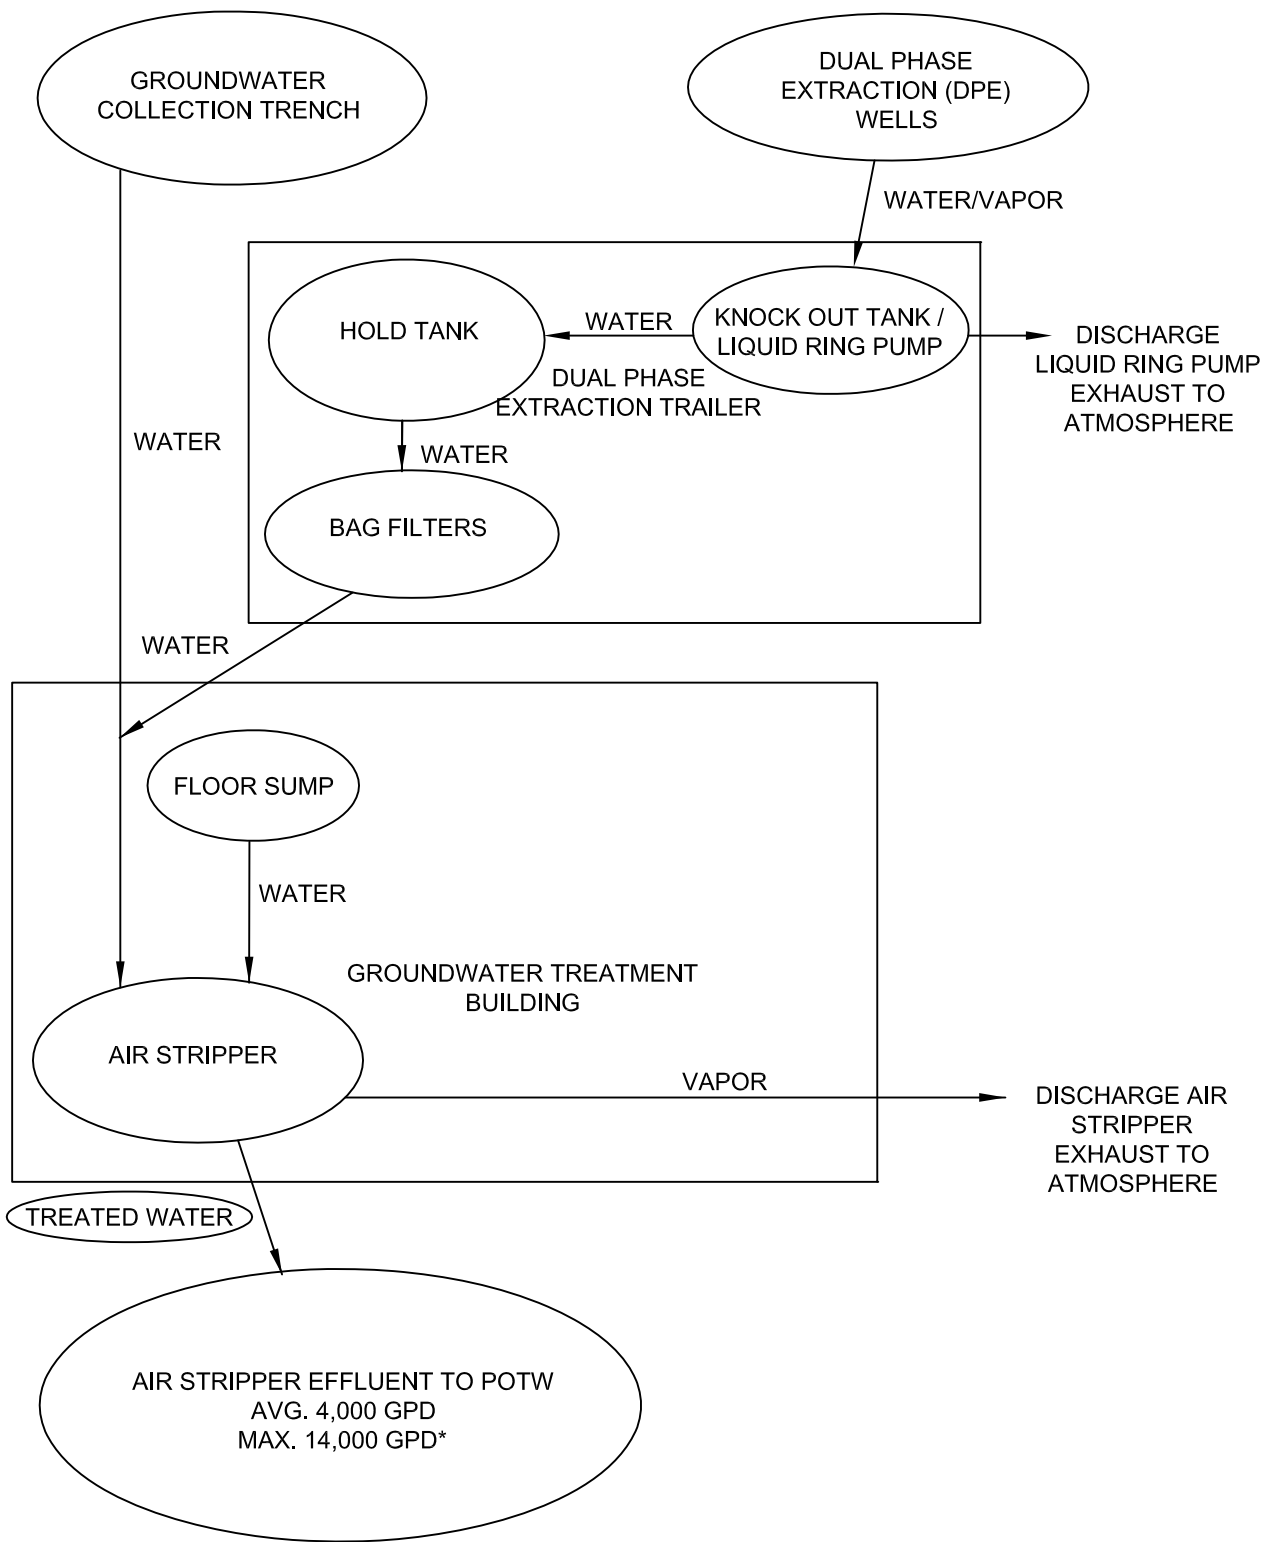 GROUNDWATER
COLLECTION TRENCH
DUAL PHASE
EXTRACTION (DPE)
WELLS
WATER/VAPOR
HOLD TANK
WATER
KNOCK OUT TANK /
LIQUID RING PUMP
DISCHARGE
LIQUID RING PUMP
EXHAUST TO
ATMOSPHERE
DUAL PHASE
EXTRACTION TRAILER
WATER
WATER
BAG FILTERS
WATER
FLOOR SUMP
WATER
GROUNDWATER TREATMENT
BUILDING
AIR STRIPPER
VAPOR
DISCHARGE AIR
STRIPPER
EXHAUST TO
ATMOSPHERE
TREATED WATER
AIR STRIPPER EFFLUENT TO POTW
AVG. 4,000 GPD
MAX. 14,000 GPD*